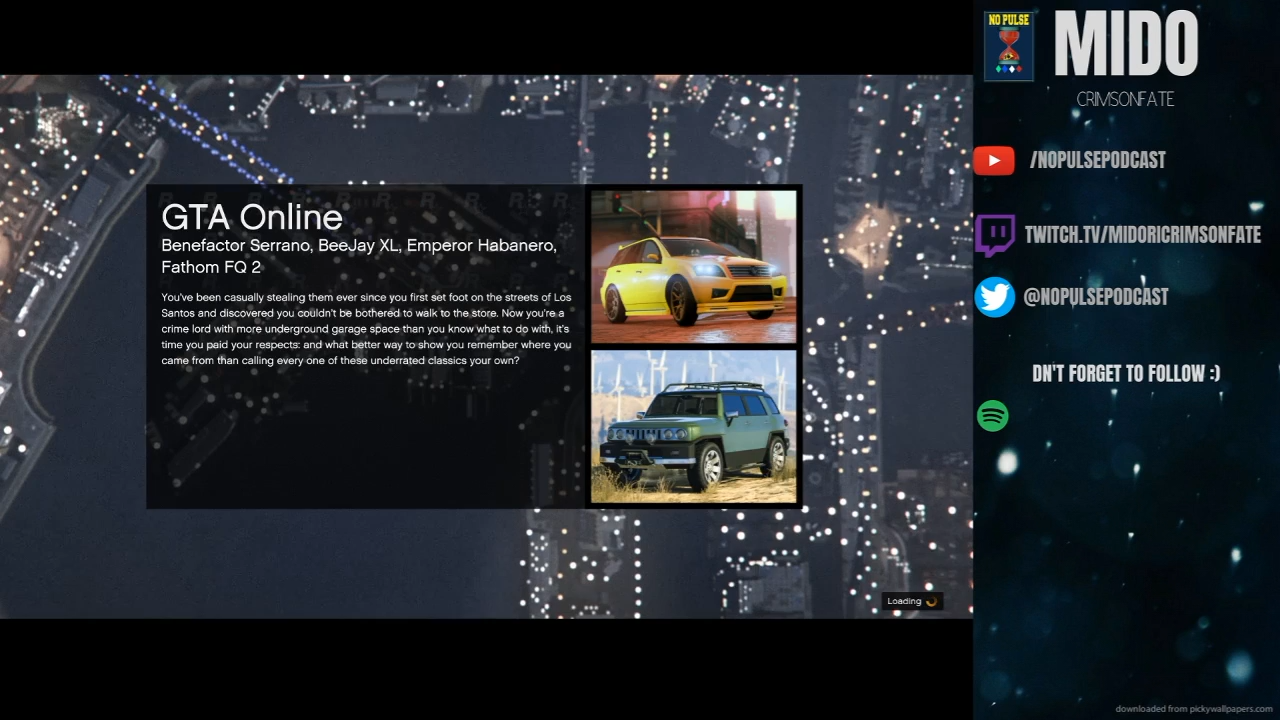 GTA Online
Benefactor Serrano, BeeJay XL, Emperor Habanero,
Fathom FQ 2
You've been casually stealing them ever since you first set foot on the streets of Los
Santos and discovered you couldn't be bothered to walk to the store. Now you're a
crime lord with more underground garage space than you know what to do with, it's
time you paid your respects: and what better way to show you remember where you
came from than calling every one of these underrated classics your own?
Loading
NO PULSE
MIDO
CRIMSONFATE
/NOPULSEPODCAST
TWITCH.TV/MIDORICRIMSONFATE
@NOPULSEPODCAST
DN'T FORGET TO FOLLOW :)
downloaded from pickywallpapers.com